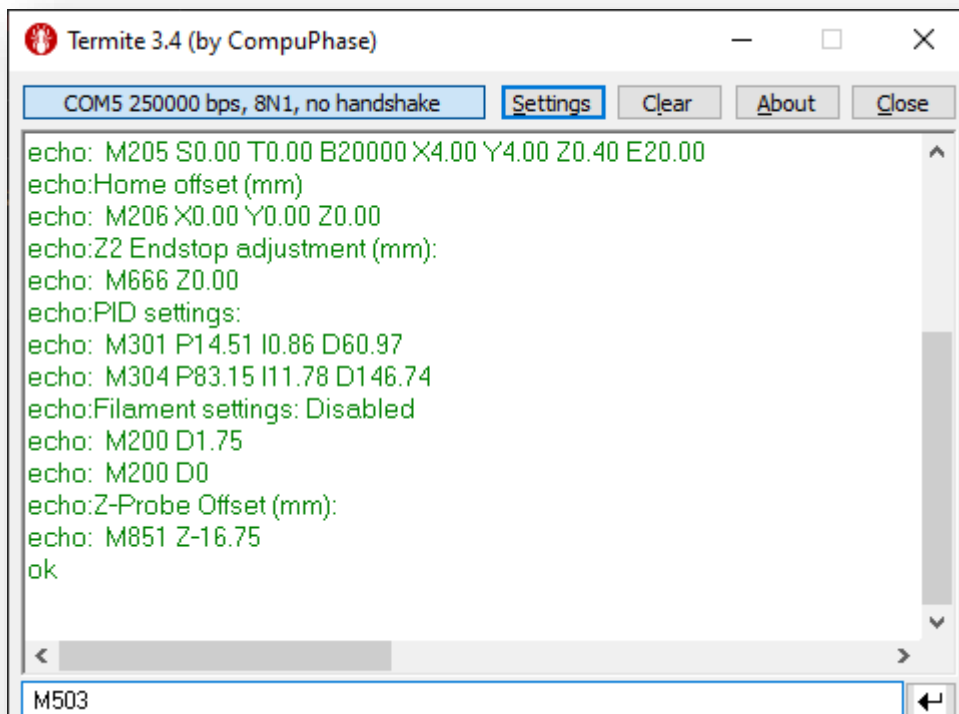 Termite 3.4 (by CompuPhase)
COM5 250000 bps, 8N1, no handshake Settings Clear About Close
echo:  M205 S0.00 T0.00 B20000 X4.00 Y4.00 Z0.40 E20.00
echo:Home offset (mm)
echo:  M206 X0.00 Y0.00 Z0.00
echo:Z2 Endstop adjustment (mm):
echo:  M666 Z0.00
echo:PID settings:
echo:  M301 P14.51 I0.86 D60.97
echo:  M304 P83.15 I11.78 D146.74
echo:Filament settings: Disabled
echo:  M200 D1.75
echo:  M200 D0
echo:Z-Probe Offset (mm):
echo:  M851 Z-16.75
ok
M503